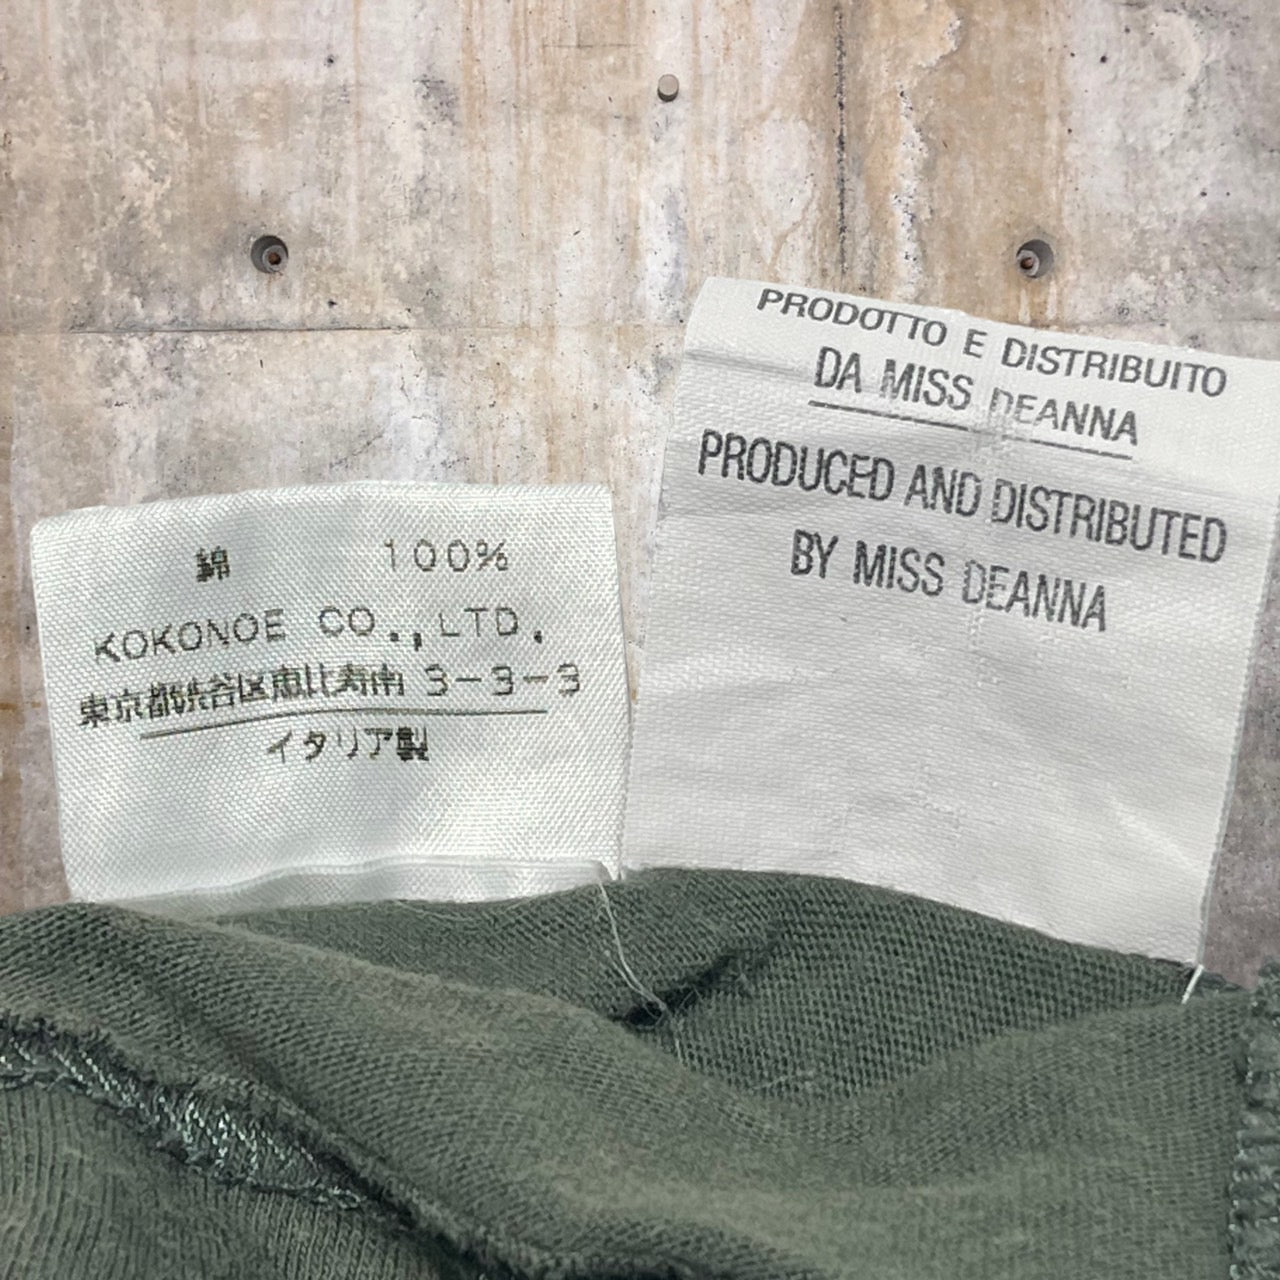 綿 100%
KOKONOE CO.,LTD.
東京都渋谷区恵比寿南 3-3-3
イタリア製
PRODOTTO E DISTRIBUITO
DA MISS DEANNA
PRODUCED AND DISTRIBUTED
BY MISS DEANNA